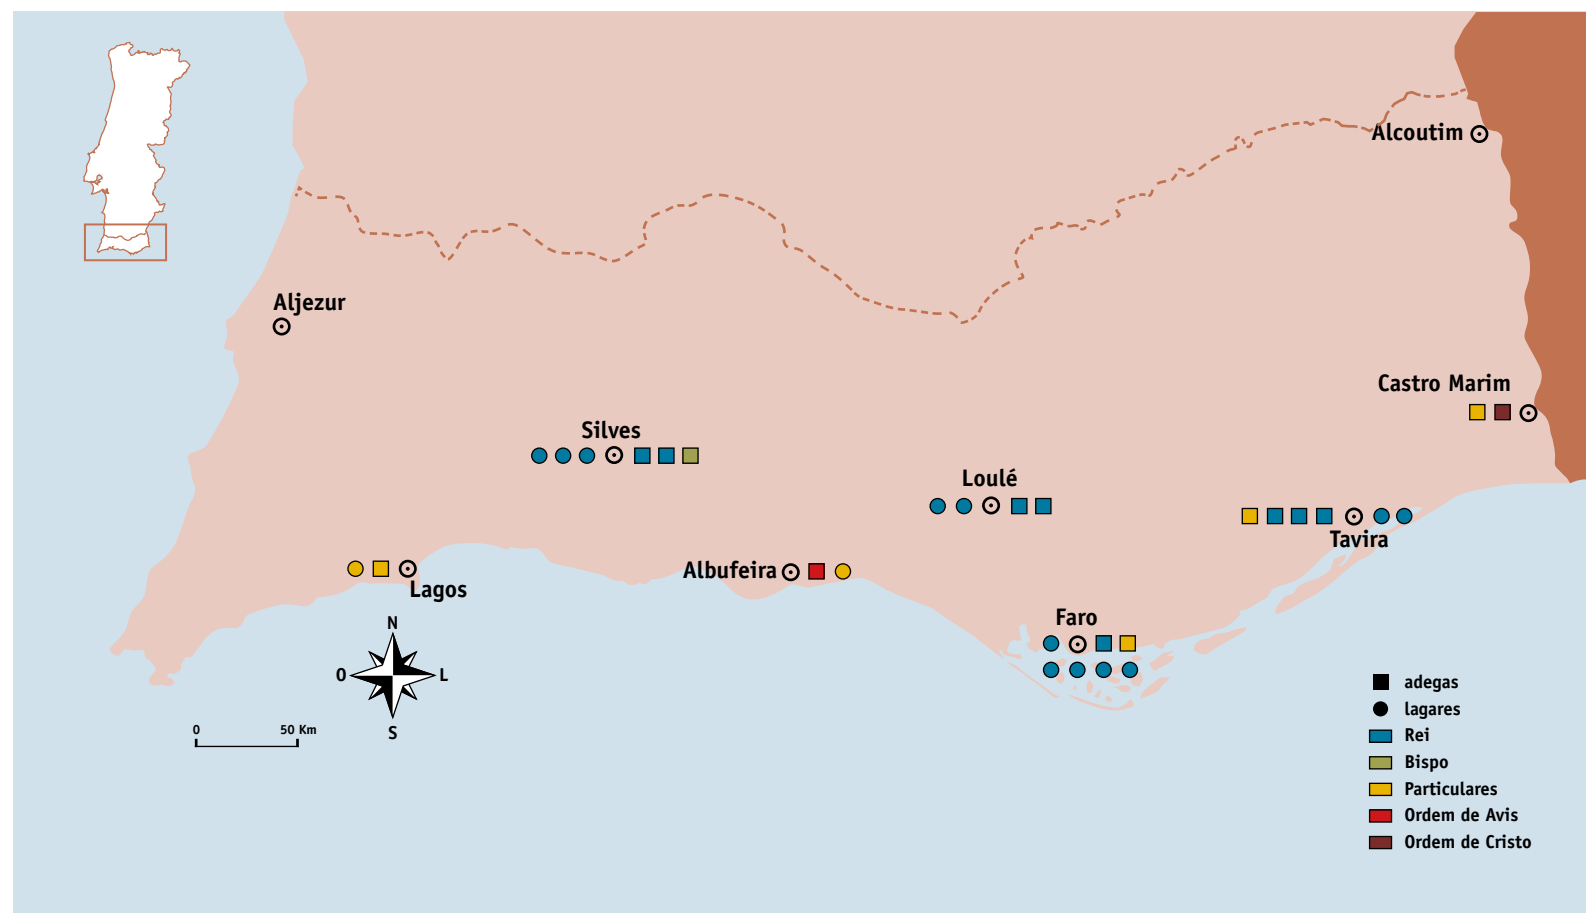 Alcoutim
Aljezur
Castro Marim
Silves
Loulé
Tavira
Albufeira
Lagos
Faro
N
O
L
S
0
50 Km
adegas
lagares
Rei
Bispo
Particulares
Ordem de Avis
Ordem de Cristo